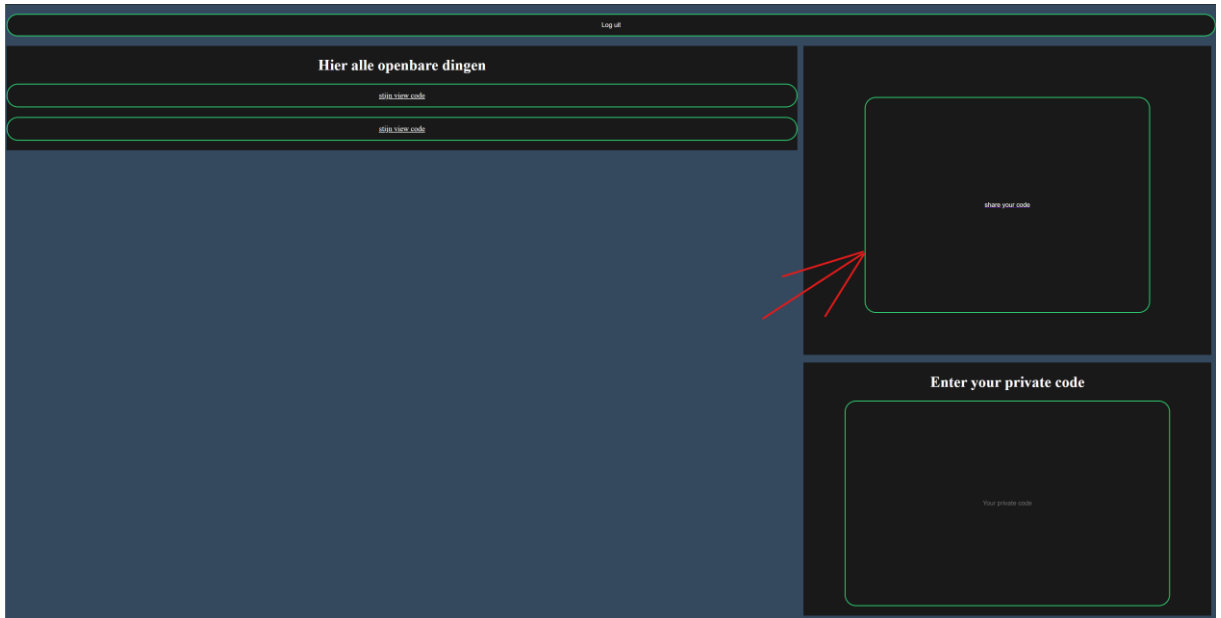 Log uit
Hier alle openbare dingen
stijn view code
stijn view code
share your code
Enter your private code
Your private code